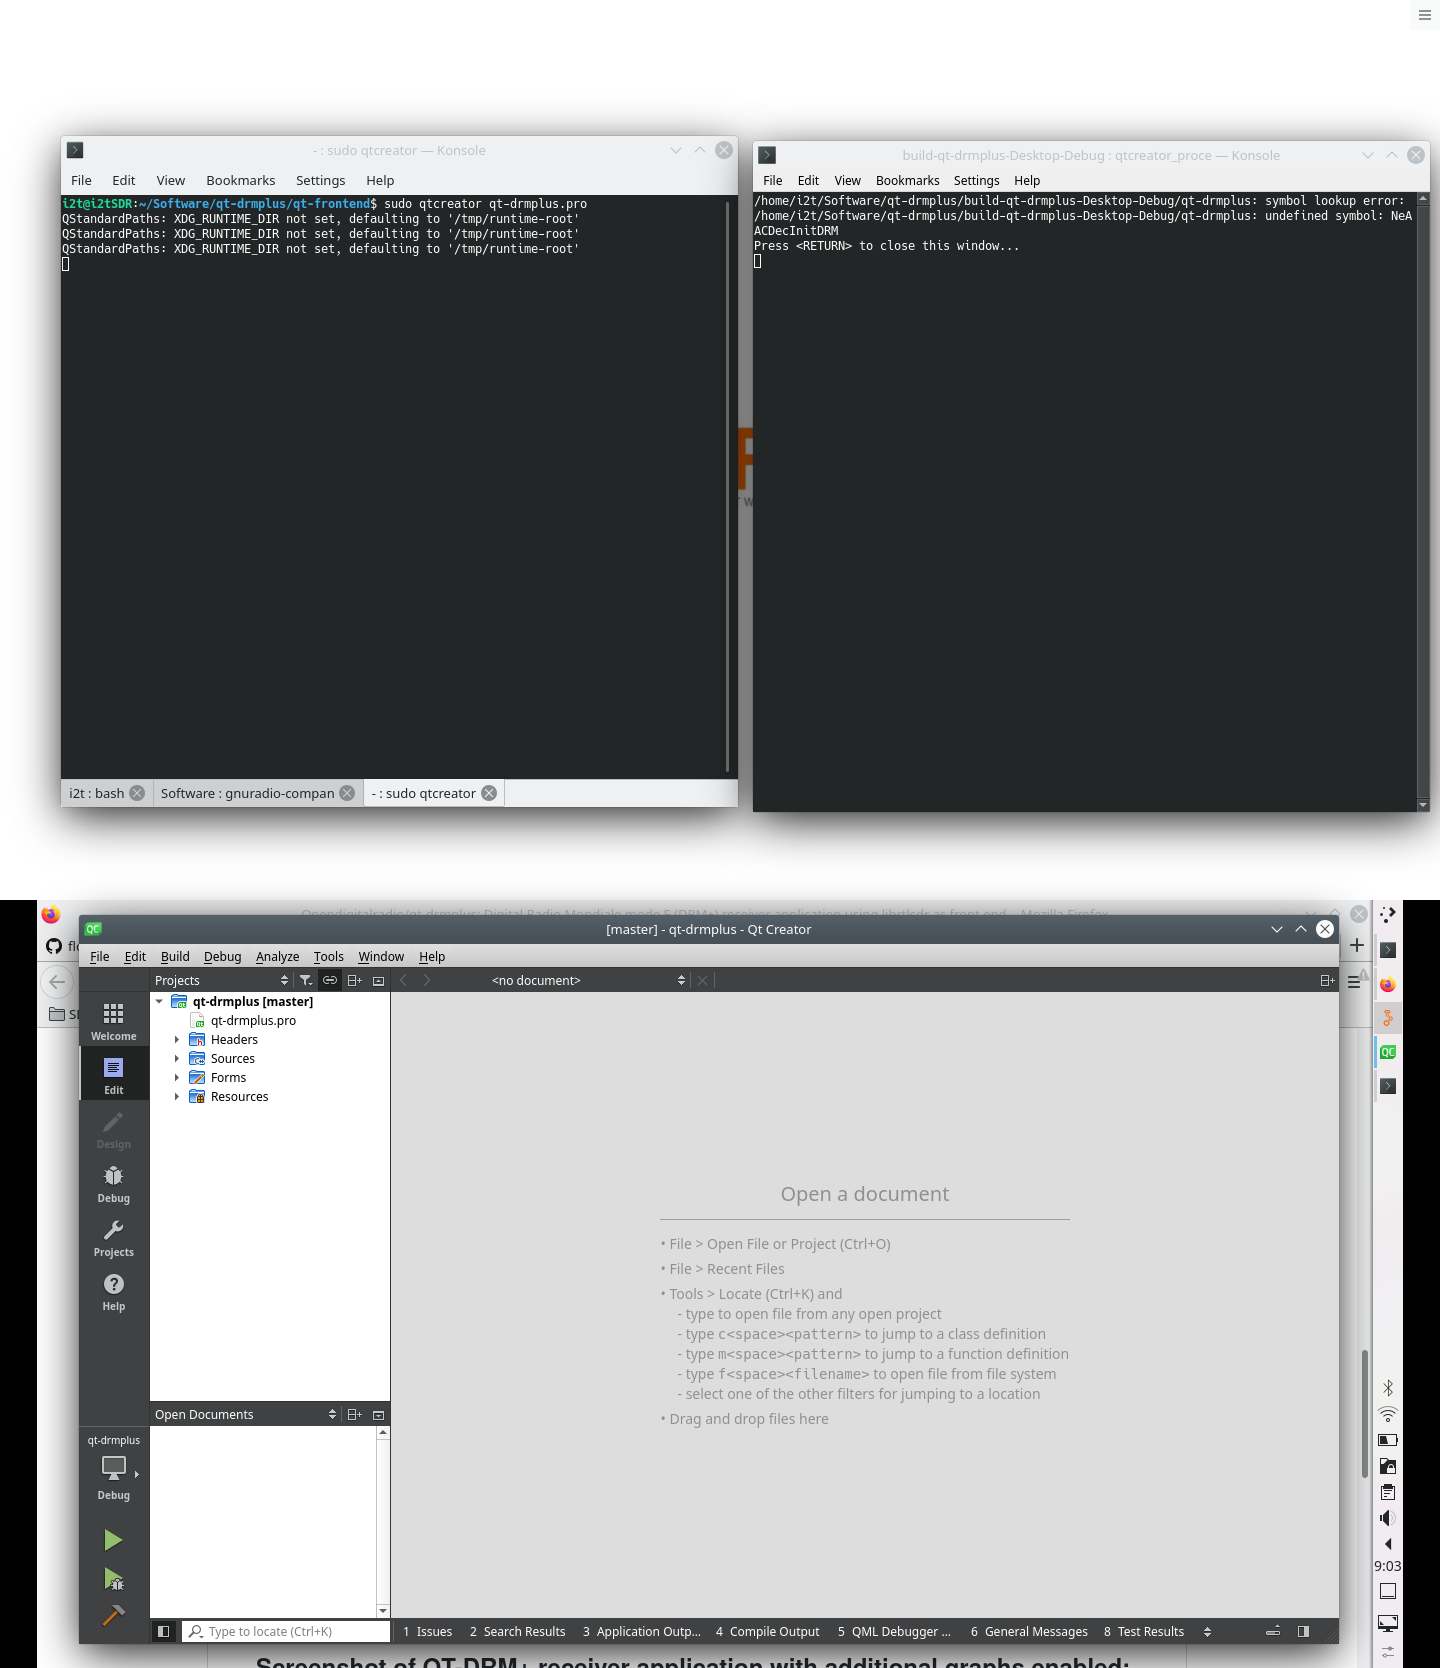 - : sudo qtcreator — Konsole
File Edit View Bookmarks Settings Help
i2t@i2tSDR:~/Software/qt-drmplus/qt-frontend$ sudo qtcreator qt-drmplus.pro
QStandardPaths: XDG_RUNTIME_DIR not set, defaulting to '/tmp/runtime-root'
QStandardPaths: XDG_RUNTIME_DIR not set, defaulting to '/tmp/runtime-root'
QStandardPaths: XDG_RUNTIME_DIR not set, defaulting to '/tmp/runtime-root'
i2t : bash
Software : gnuradio-compan
- : sudo qtcreator
build-qt-drmplus-Desktop-Debug : qtcreator_proce — Konsole
File Edit View Bookmarks Settings Help
/home/i2t/Software/qt-drmplus/build-qt-drmplus-Desktop-Debug/qt-drmplus: symbol lookup error:
/home/i2t/Software/qt-drmplus/build-qt-drmplus-Desktop-Debug/qt-drmplus: undefined symbol: NeA
ACDecInitDRM
Press <RETURN> to close this window...
[master] - qt-drmplus - Qt Creator
File Edit Build Debug Analyze Tools Window Help
Projects
<no document>
Welcome
Edit
Design
Debug
Projects
Help
qt-drmplus
Debug
qt-drmplus [master]
qt-drmplus.pro
Headers
Sources
Forms
Resources
Open Documents
Open a document
• File > Open File or Project (Ctrl+O)
• File > Recent Files
• Tools > Locate (Ctrl+K) and
- type to open file from any open project
- type c<space><pattern> to jump to a class definition
- type m<space><pattern> to jump to a function definition
- type f<space><filename> to open file from file system
- select one of the other filters for jumping to a location
• Drag and drop files here
Type to locate (Ctrl+K)
1 Issues 2 Search Results 3 Application Outp... 4 Compile Output 5 QML Debugger ... 6 General Messages 8 Test Results
9:03
Screenshot of QT-DRM+ receiver application with additional graphs enabled: